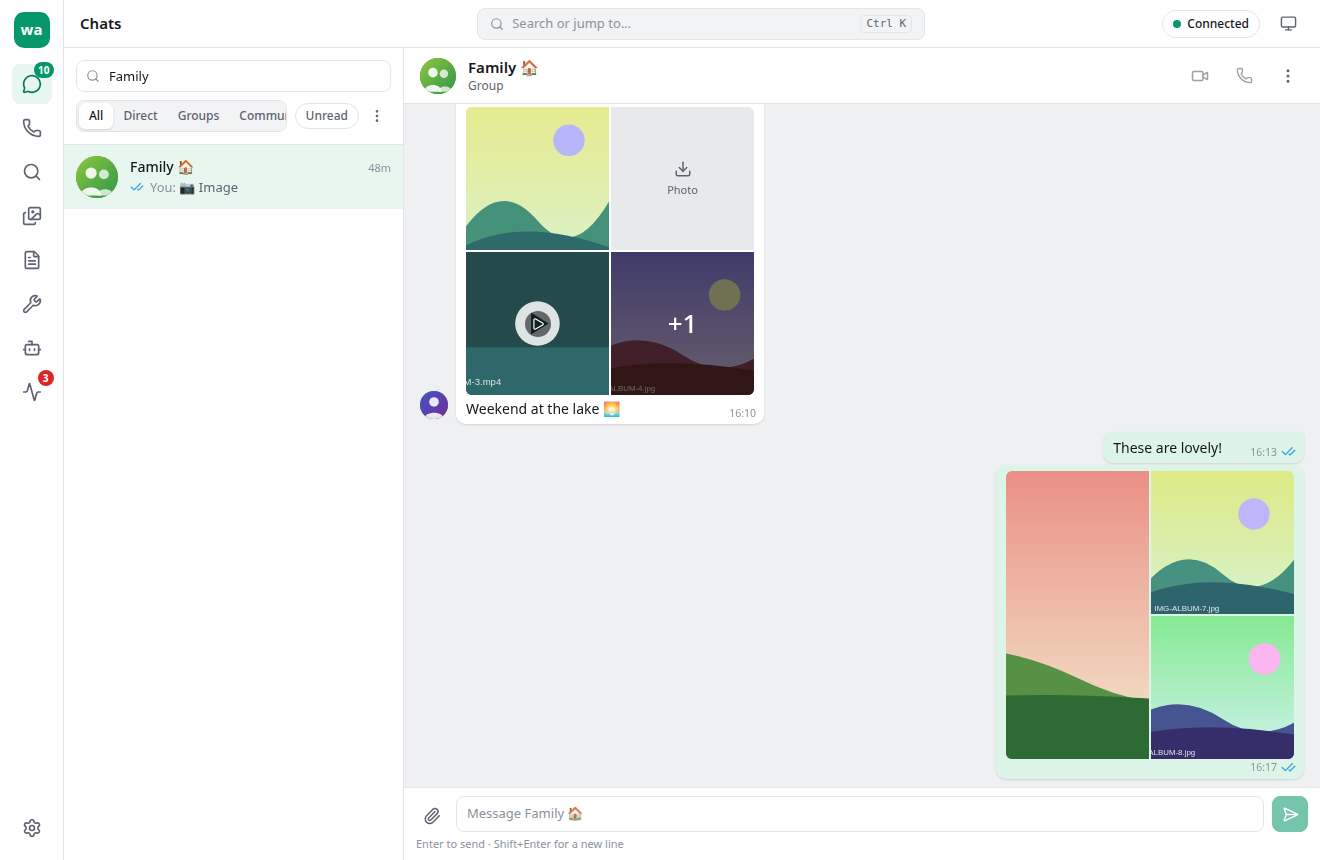 wa
Chats
Search or jump to...
Ctrl K
Connected
10
3
Family
All
Direct
Groups
Commu
Unread
Family 🏠
48m
You: 📷 Image
Family 🏠
Group
Photo
M-3.mp4
+1
ALBUM-4.jpg
Weekend at the lake 🌅
16:10
These are lovely!
16:13
IMG-ALBUM-7.jpg
ALBUM-8.jpg
16:17
Message Family 🏠
Enter to send · Shift+Enter for a new line